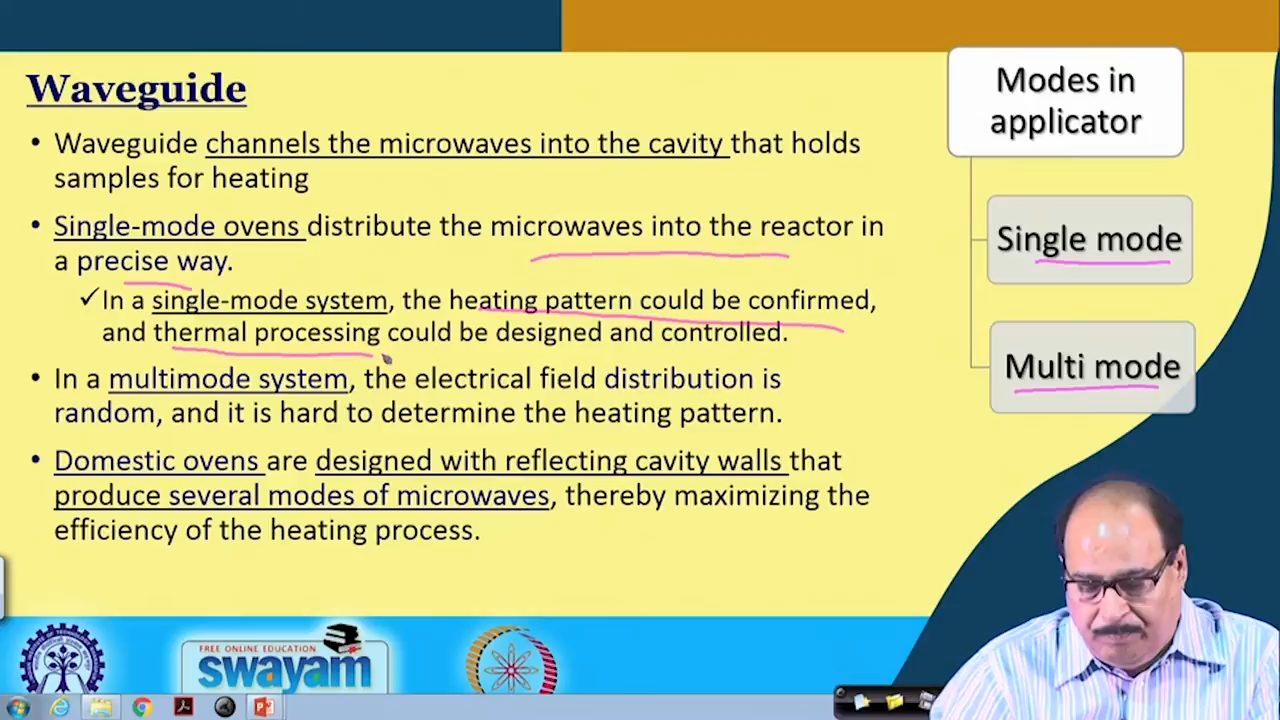 Waveguide
• Waveguide channels the microwaves into the cavity that holds
samples for heating
• Single-mode ovens distribute the microwaves into the reactor in
a precise way.
✓In a single-mode system, the heating pattern could be confirmed,
and thermal processing could be designed and controlled.
• In a multimode system, the electrical field distribution is
random, and it is hard to determine the heating pattern.
• Domestic ovens are designed with reflecting cavity walls that
produce several modes of microwaves, thereby maximizing the
efficiency of the heating process.
Modes in
applicator
Single mode
Multi mode
FREE ONLINE EDUCATION
swayam